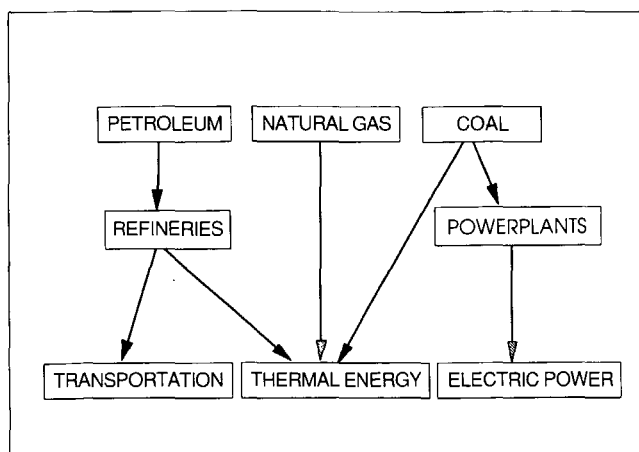 PETROLEUM
NATURAL GAS
COAL
REFINERIES
POWERPLANTS
TRANSPORTATION
THERMAL ENERGY
ELECTRIC POWER